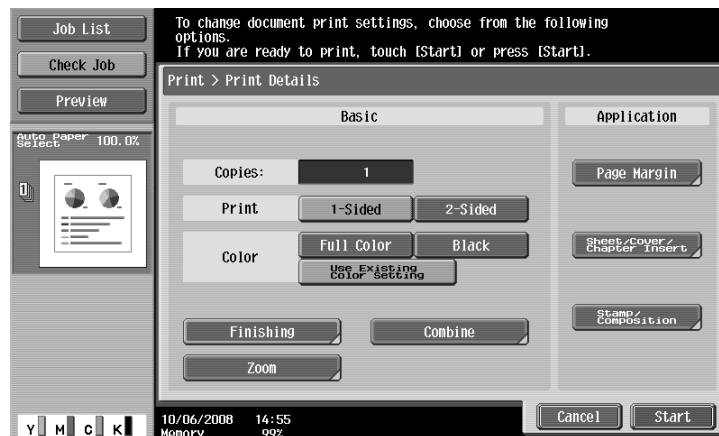 Job List
Check Job
Preview
Auto Paper
Select 100.0%
1
To change document print settings, choose from the following
options.
If you are ready to print, touch [Start] or press [Start].
Print > Print Details
Basic
Copies: 1
Print 1-Sided 2-Sided
Color Full Color Black
Use Existing
Color Setting
Finishing Combine
Zoom
Application
Page Margin
Sheet/Cover/
Chapter Insert
Stamp/
Composition
Y M C K
10/06/2008 14:55
Memory 99%
Cancel Start